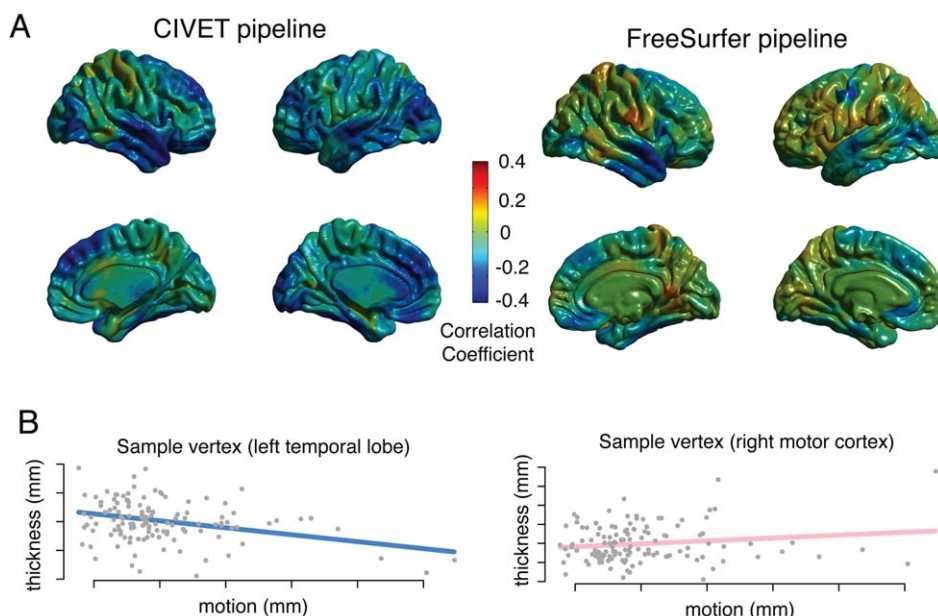 A
CIVET pipeline
FreeSurfer pipeline
0.4
0.2
0
-0.2
-0.4
Correlation
Coefficient
B
Sample vertex (left temporal lobe)
thickness (mm)
motion (mm)
Sample vertex (right motor cortex)
thickness (mm)
motion (mm)